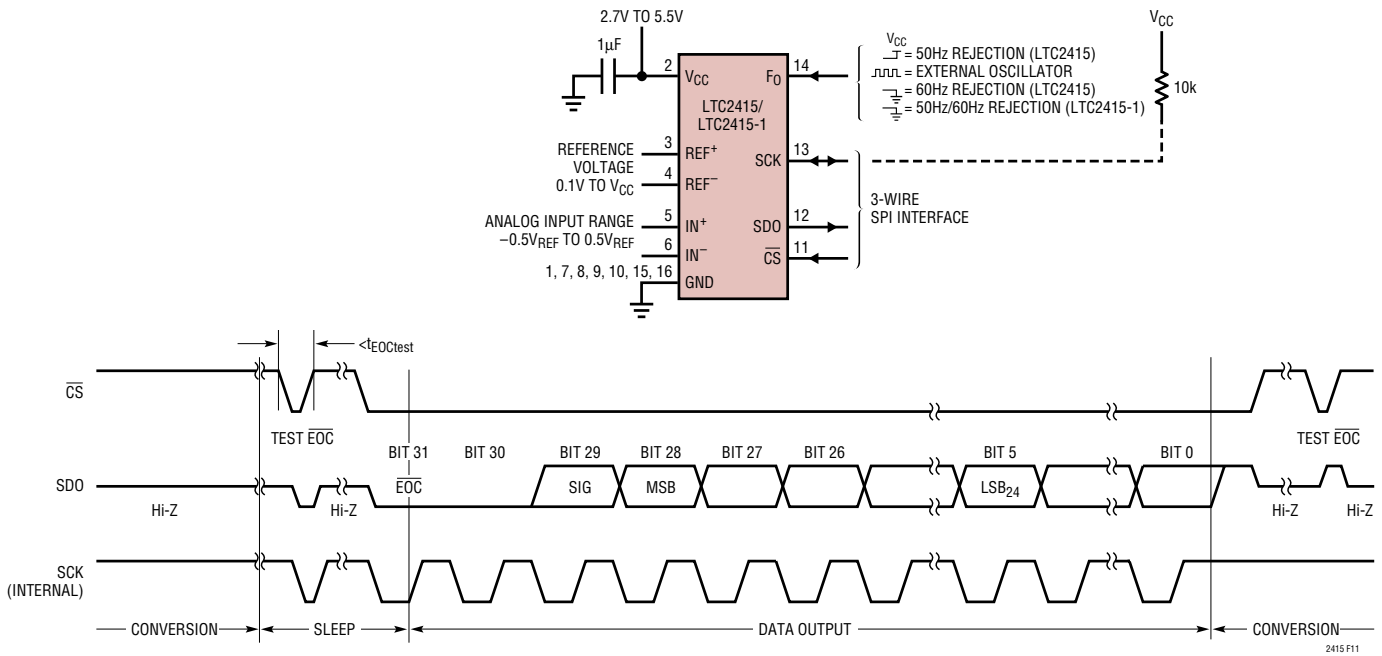 2.7V TO 5.5V
1µF
2
VCC
LTC2415/
LTC2415-1
FO
14
VCC
= 50Hz REJECTION (LTC2415)
= EXTERNAL OSCILLATOR
= 60Hz REJECTION (LTC2415)
= 50Hz/60Hz REJECTION (LTC2415-1)
VCC
10k
REFERENCE
VOLTAGE
0.1V TO VCC
3
REF+
4
REF−
SCK
13
ANALOG INPUT RANGE
−0.5VREF TO 0.5VREF
5
IN+
6
IN−
SDO
12
CS
11
3-WIRE
SPI INTERFACE
1, 7, 8, 9, 10, 15, 16
GND
<tEOCtest
CS
TEST EOC
TEST EOC
BIT 31
BIT 30
BIT 29
BIT 28
BIT 27
BIT 26
BIT 5
BIT 0
SDO
EOC
SIG
MSB
LSB24
Hi-Z
Hi-Z
Hi-Z
Hi-Z
SCK
(INTERNAL)
CONVERSION
SLEEP
DATA OUTPUT
CONVERSION
2415 F11